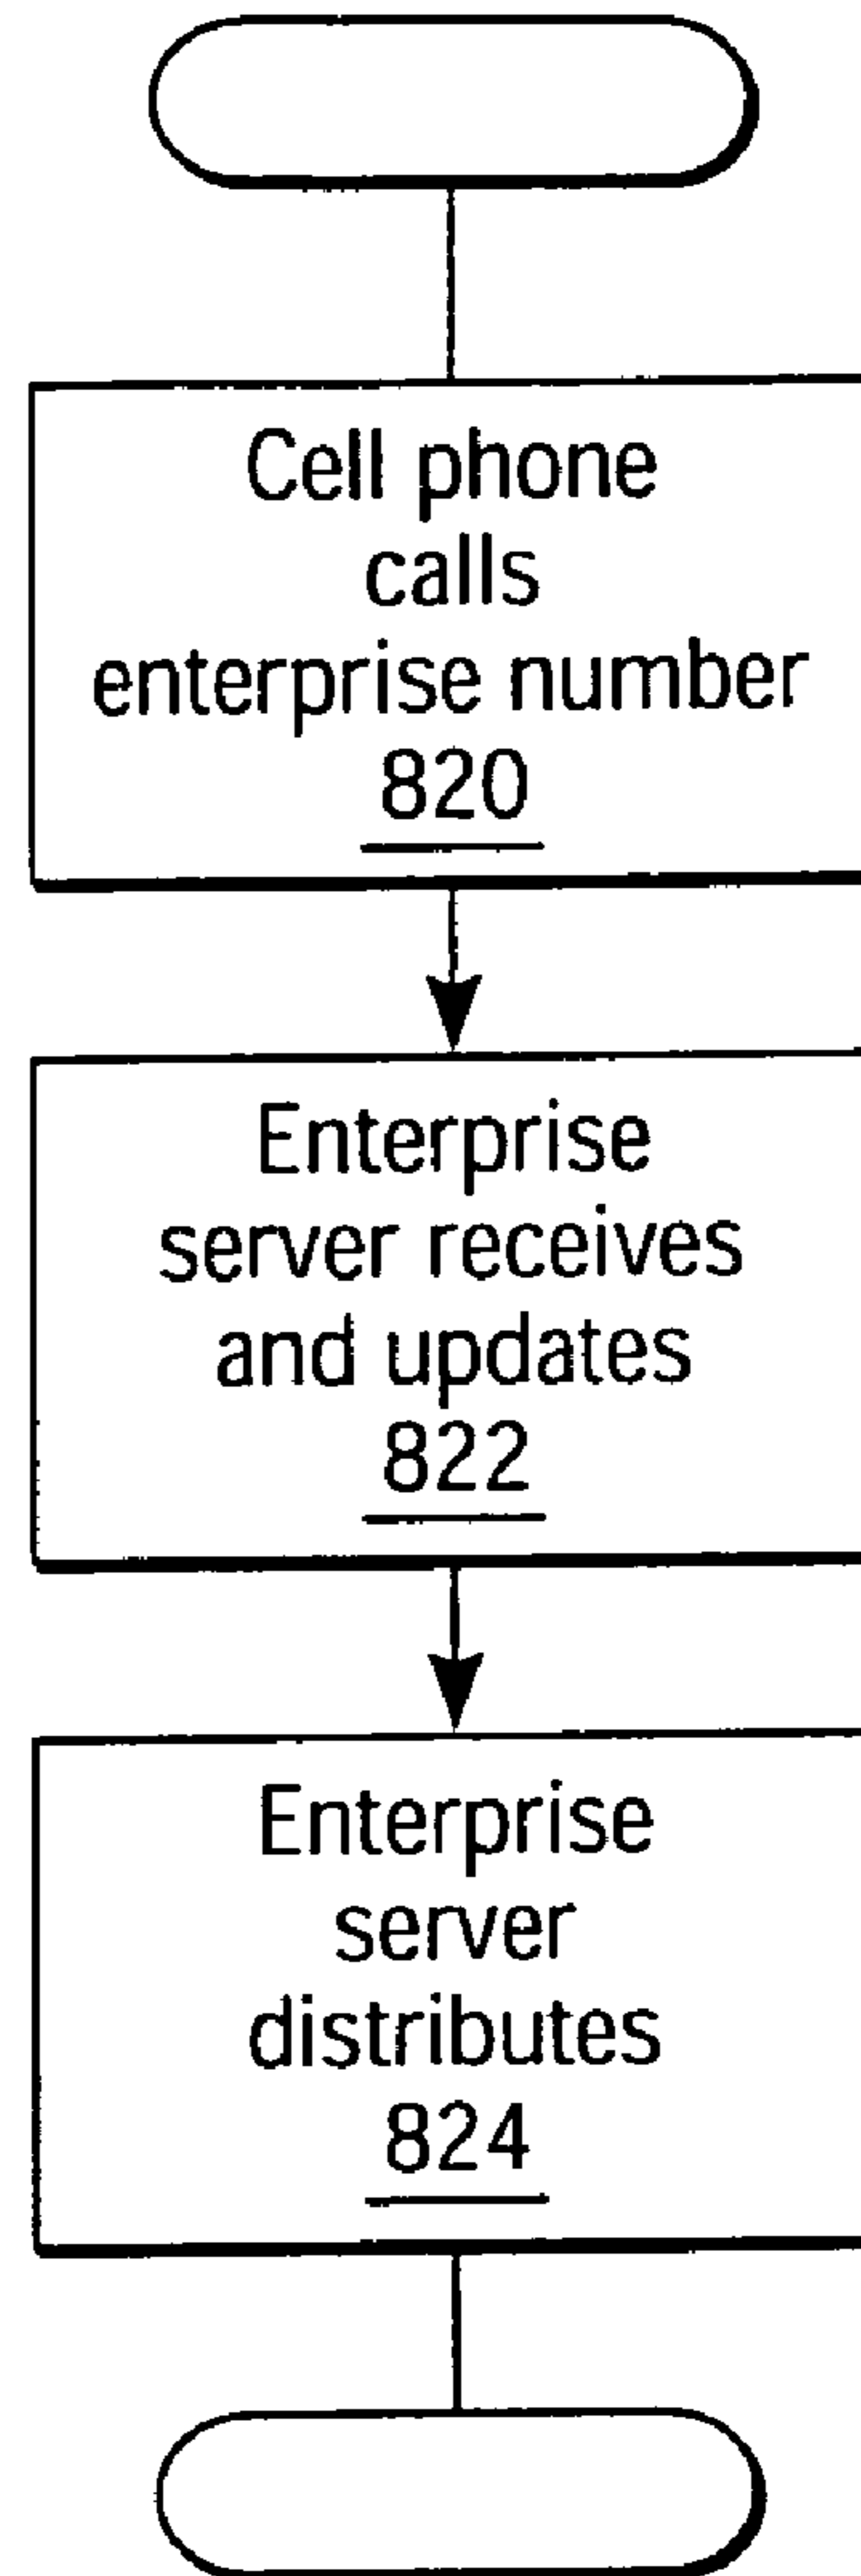 Cell phone
calls
enterprise number
820
Enterprise
server receives
and updates
822
Enterprise
server
distributes
824